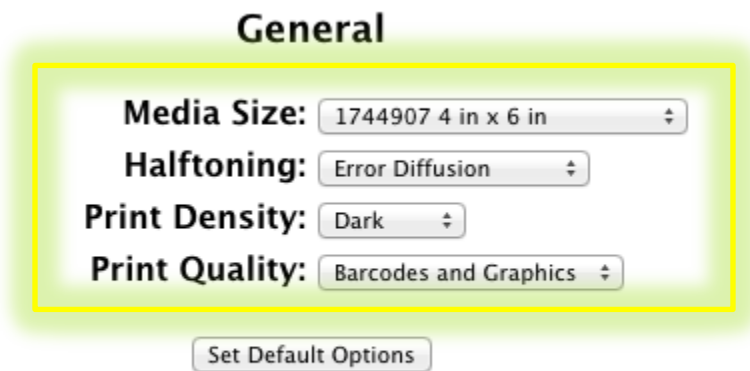 General
Media Size: 1744907 4 in x 6 in
Halftoning: Error Diffusion
Print Density: Dark
Print Quality: Barcodes and Graphics
Set Default Options